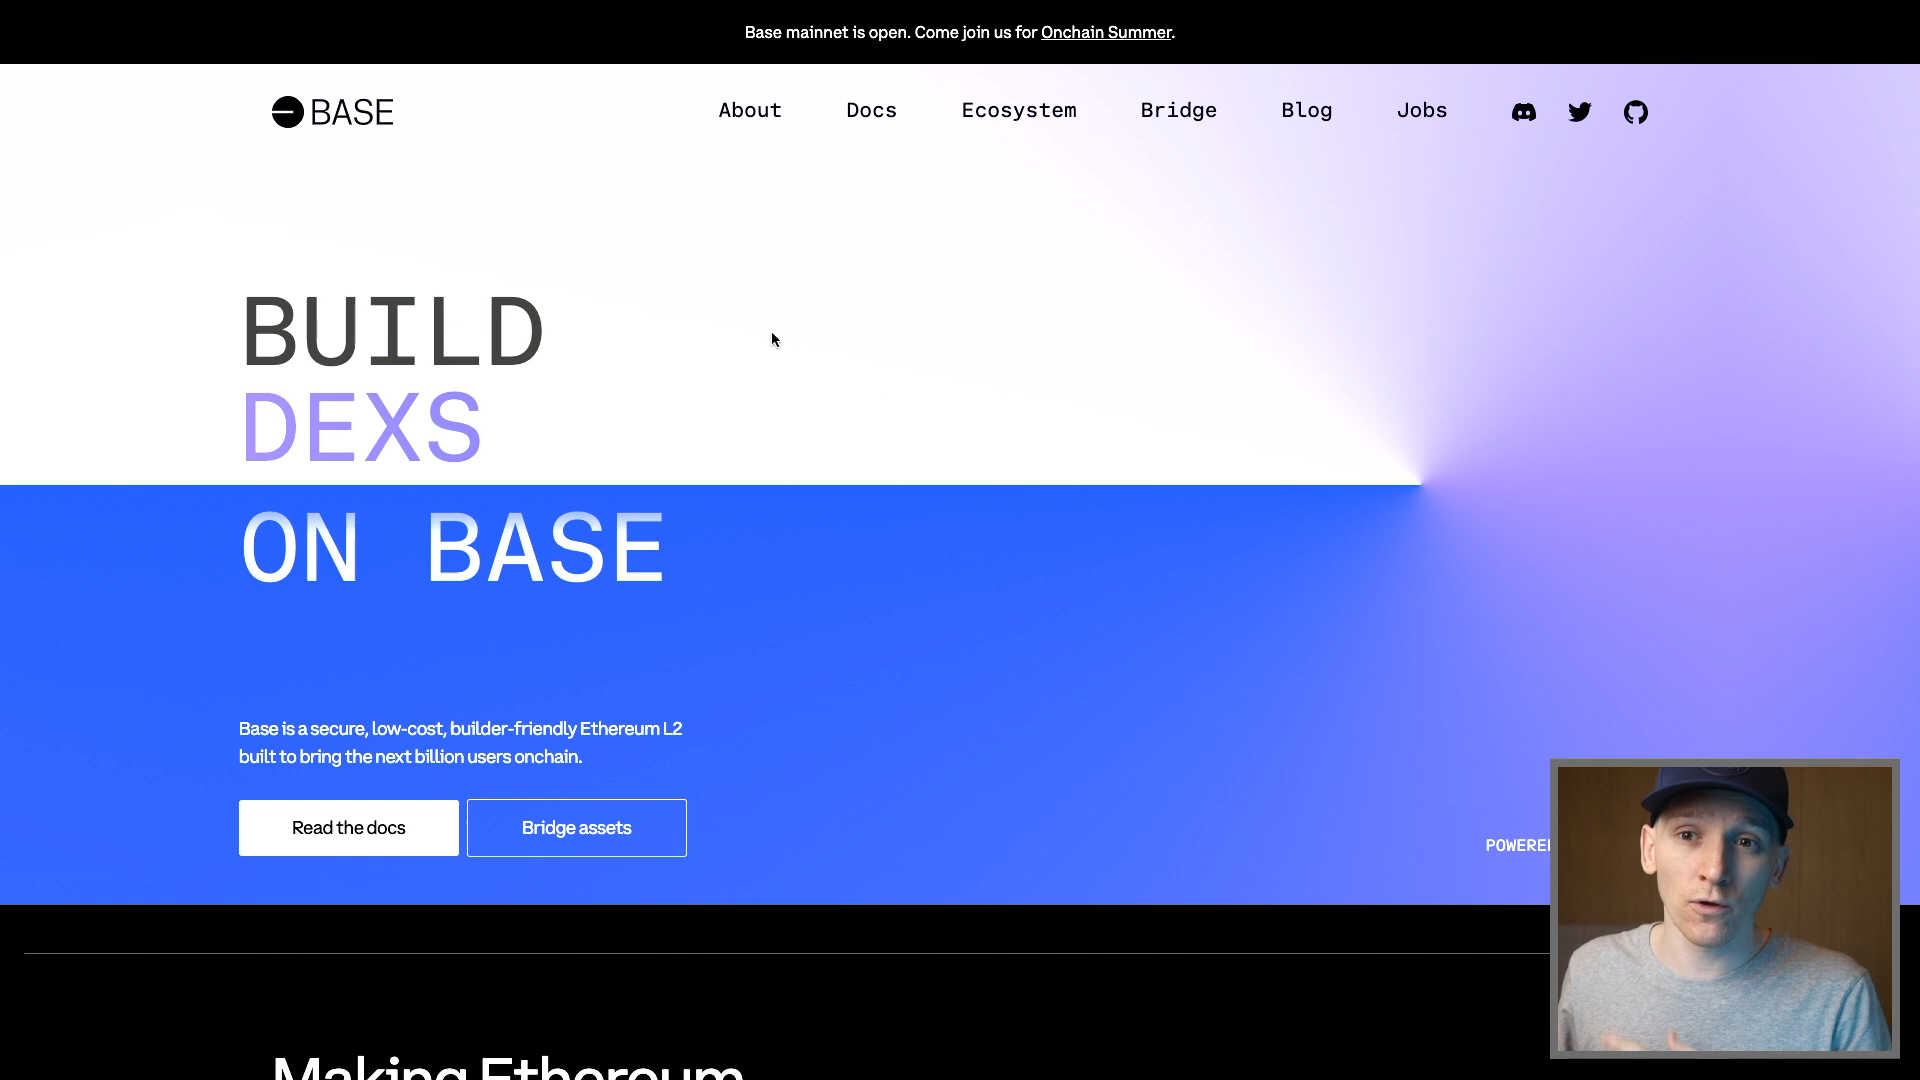 Base mainnet is open. Come join us for Onchain Summer.
BASE
About
Docs
Ecosystem
Bridge
Blog
Jobs
BUILD
DEXS
ON BASE
Base is a secure, low-cost, builder-friendly Ethereum L2
built to bring the next billion users onchain.
Read the docs
Bridge assets
Making Ethereum